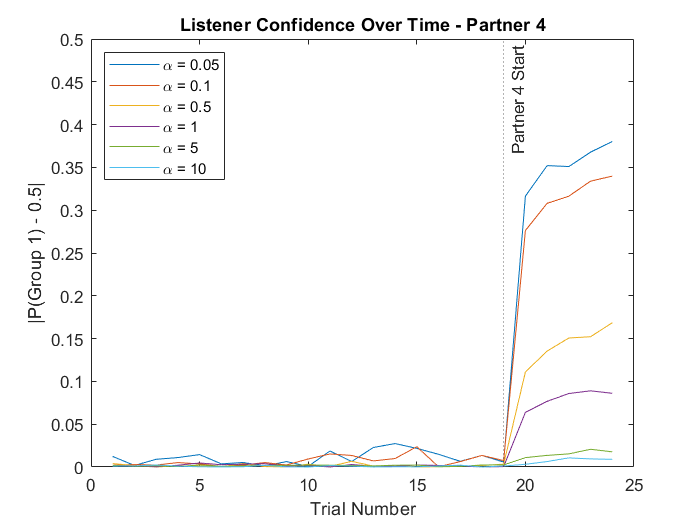 Listener Confidence Over Time - Partner 4
|P(Group 1) - 0.5|
0.5
0.45
0.4
0.35
0.3
0.25
0.2
0.15
0.1
0.05
0
α = 0.05
α = 0.1
α = 0.5
α = 1
α = 5
α = 10
Partner 4 Start
0 5 10 15 20 25
Trial Number